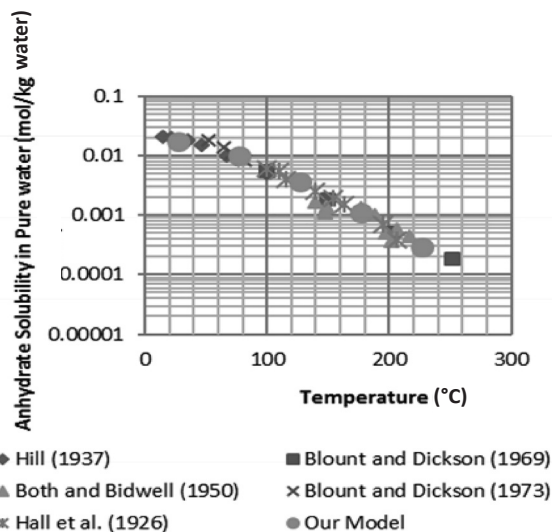 Anhydrate Solubility in Pure water (mol/kg water)
0.1
0.01
0.001
0.0001
0.00001
0 100 200 300
Temperature (°C)
Hill (1937) Blount and Dickson (1969)
Both and Bidwell (1950) Blount and Dickson (1973)
Hall et al. (1926) Our Model